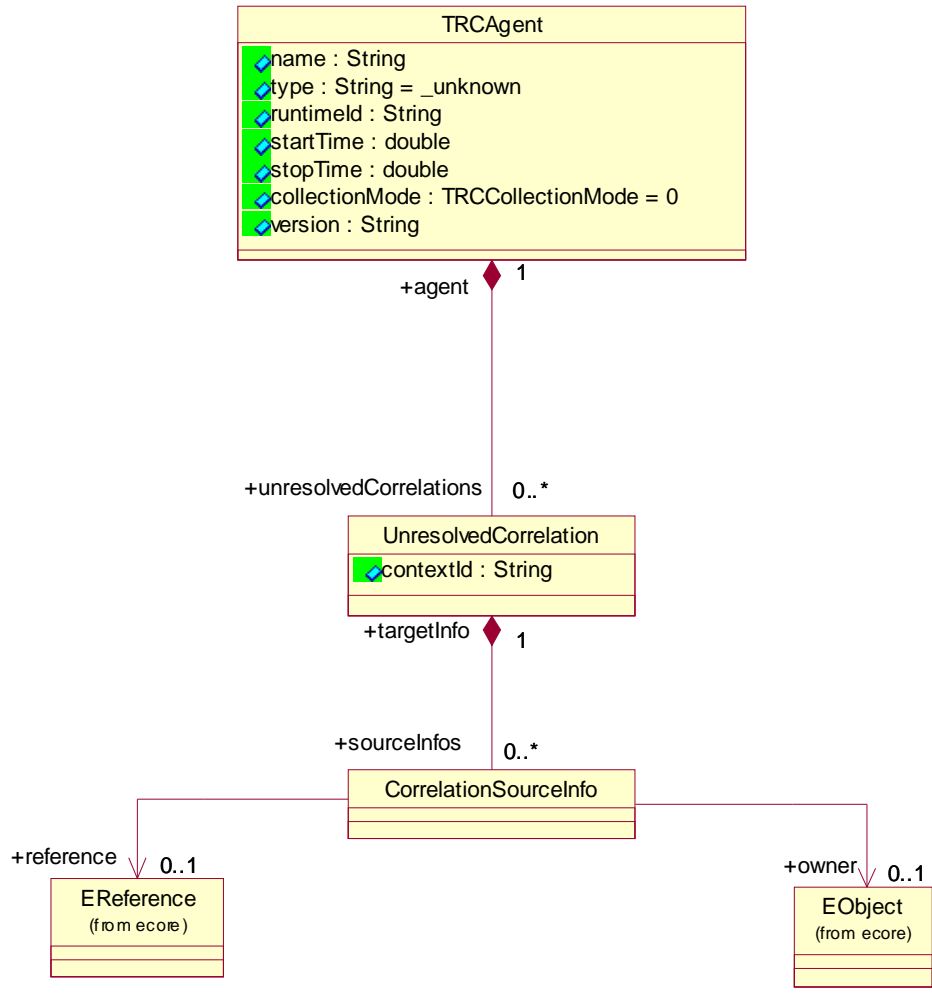 TRCAgent
name : String
type : String = _unknown
runtimeId : String
startTime : double
stopTime : double
collectionMode : TRCCollectionMode = 0
version : String
+agent
1
+unresolvedCorrelations
0..*
UnresolvedCorrelation
contextId : String
+targetInfo
1
+sourceInfos
0..*
CorrelationSourceInfo
+reference
0..1
+owner
0..1
EReference
(from ecore)
EObject
(from ecore)